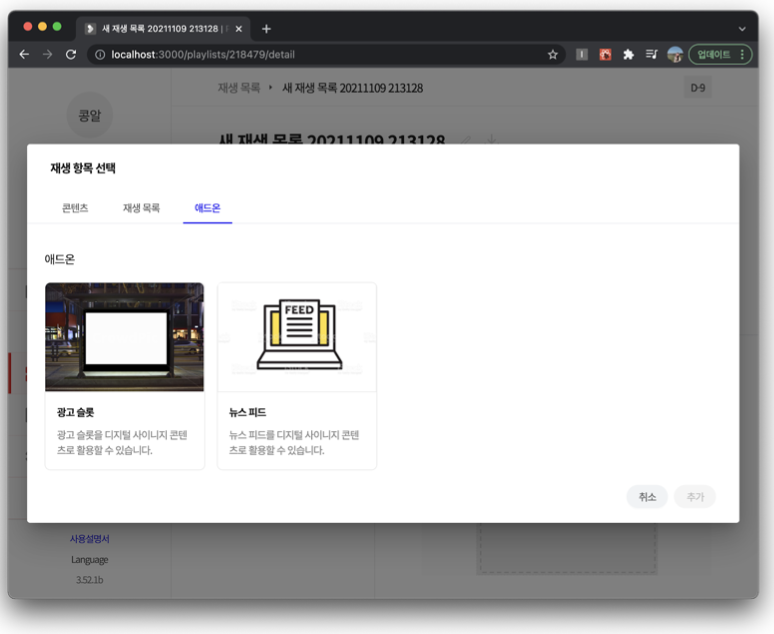 새 재생 목록 20211109 213128 |
localhost:3000/playlists/218479/detail
업데이트
콩알
재생 목록 ‣ 새 재생 목록 20211109 213128
D-9
새 재생 목록 20211109 213128
재생 항목 선택
콘텐츠 재생 목록 애드온
애드온
FEED
광고 슬롯
광고 슬롯을 디지털 사이니지 콘텐
츠로 활용할 수 있습니다.
뉴스 피드
뉴스 피드를 디지털 사이니지 콘텐
츠로 활용할 수 있습니다.
취소 추가
사용설명서
Language
3.52.1b